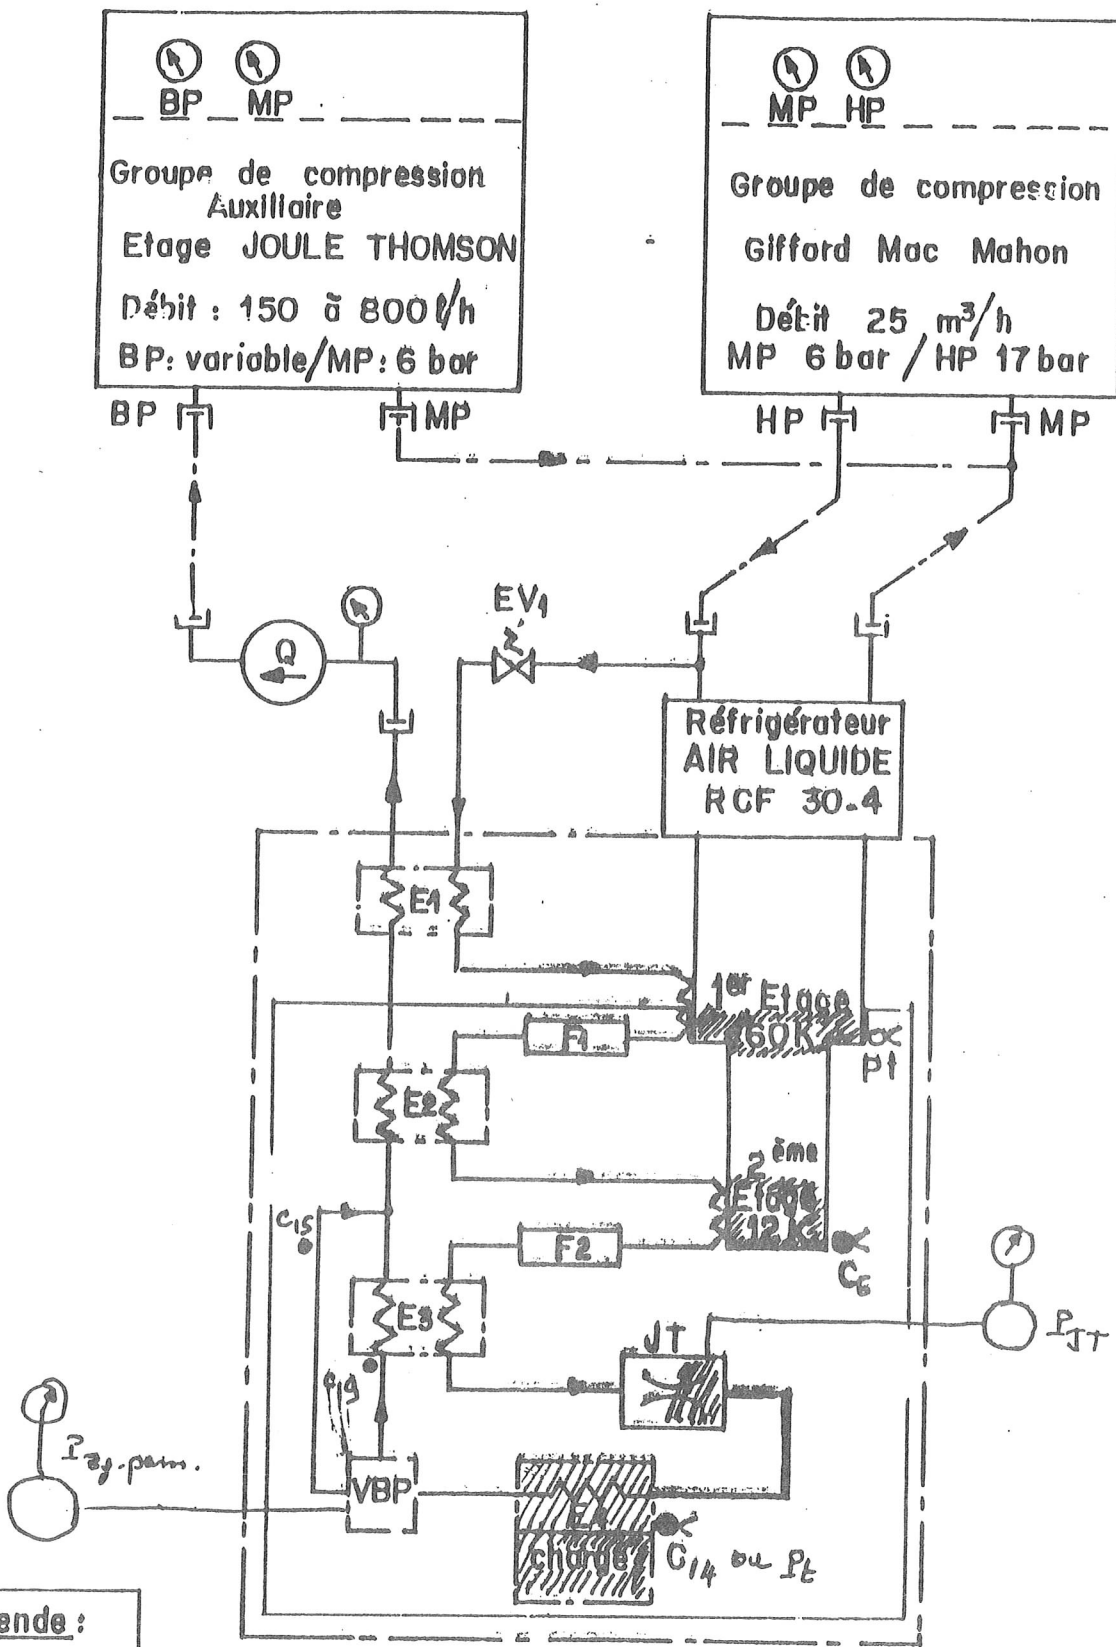 BP MP
Groupe de compression
Auxiliaire
Etage JOULE THOMSON
Débit : 150 à 800 l/h
BP: variable/MP: 6 bar
BP MP
MP HP
Groupe de compression
Gifford Mac Mahon
Débit 25 m³/h
MP 6 bar / HP 17 bar
HP MP
Q
EV1
Réfrigérateur
AIR LIQUIDE
RCF 30-4
E1
1er Etage
60K
Pt
F1
E2
2ème
Etage
12K
C15
F2
C6
E3
JT
PJT
VBP
E4
charge
C14 ou Pt
ende :